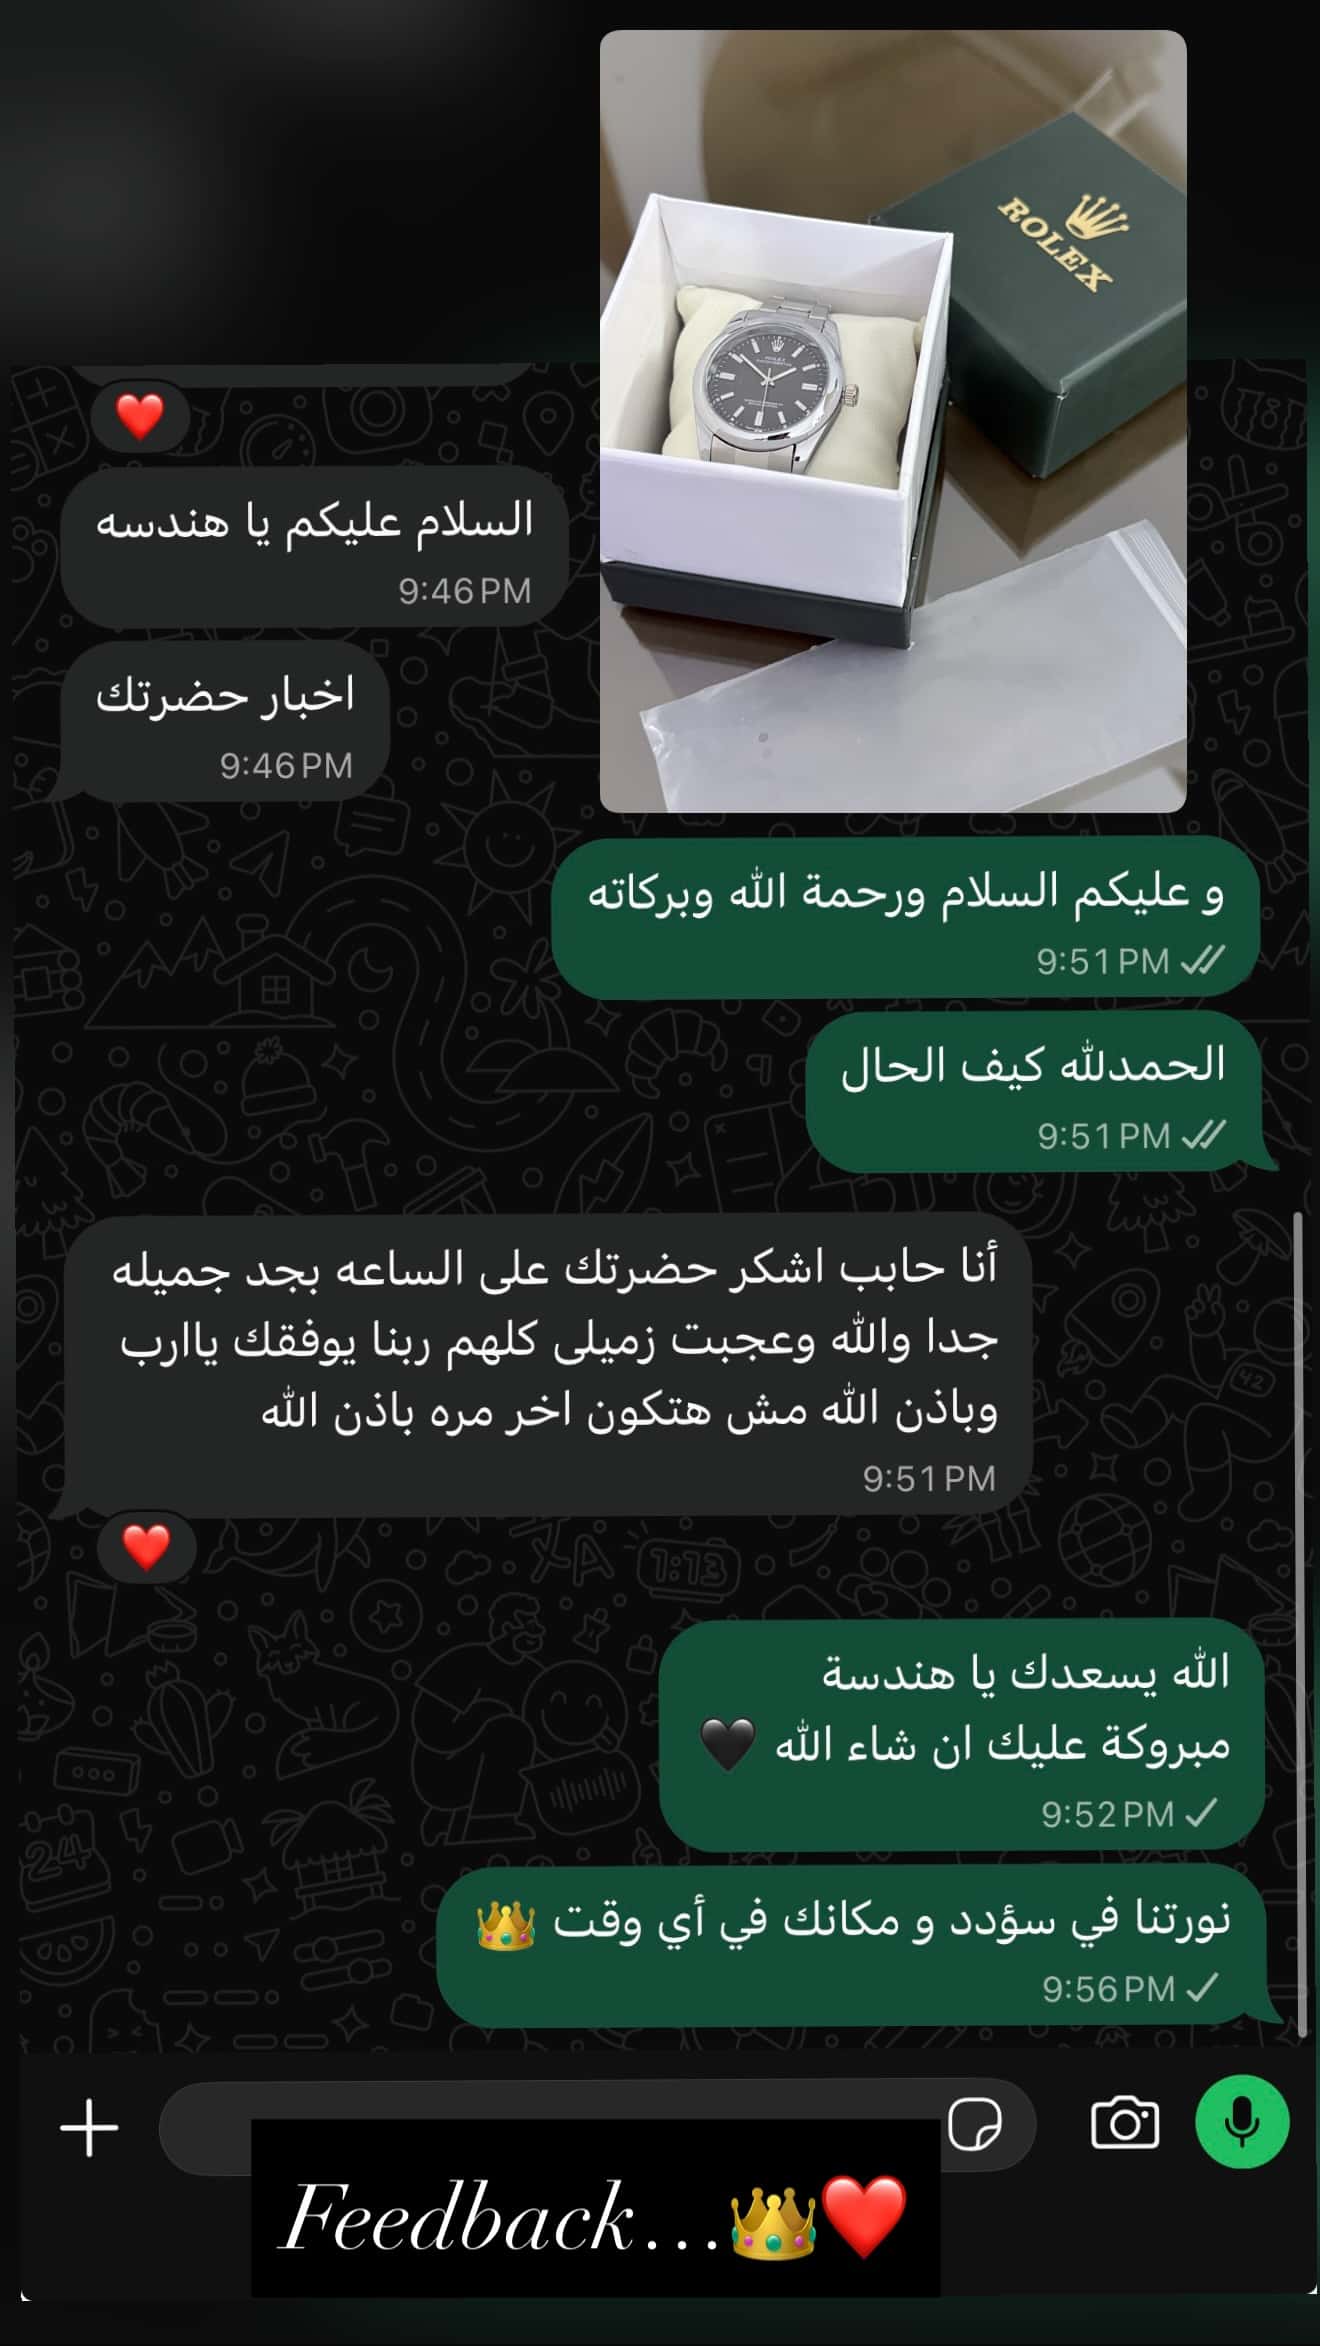 ROLEX
السلام عليكم يا هندسه
9:46 PM
اخبار حضرتك
9:46 PM
و عليكم السلام ورحمة الله وبركاته
9:51 PM
الحمدلله كيف الحال
9:51 PM
أنا حابب اشكر حضرتك على الساعه بجد جميله
جدا والله وعجبت زميلى كلهم ربنا يوفقك ياارب
وباذن الله مش هتكون اخر مره باذن الله
9:51 PM
الله يسعدك يا هندسة
مبروكة عليك ان شاء الله 🖤
9:52 PM
نورتنا في سؤدد و مكانك في أي وقت 👑
9:56 PM
Feedback...👑❤️